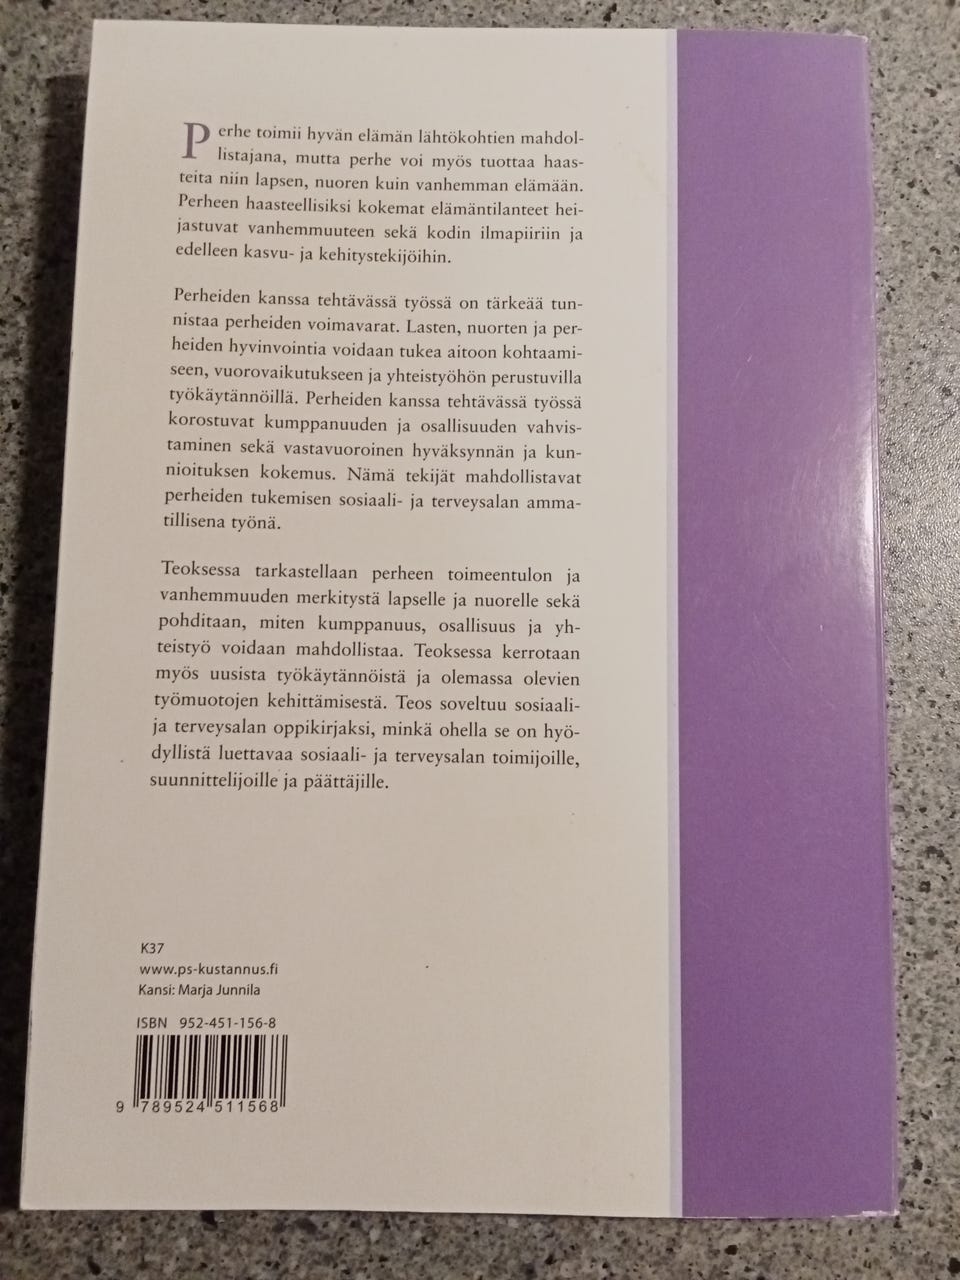 Perhe toimii hyvän elämän lähtökohtien mahdol-
listajana, mutta perhe voi myös tuottaa haas-
teita niin lapsen, nuoren kuin vanhemman elämään.
Perheen haasteellisiksi kokemat elämäntilanteet hei-
jastuvat vanhemmuuteen sekä kodin ilmapiiriin ja
edelleen kasvu- ja kehitystekijöihin.
Perheiden kanssa tehtävässä työssä on tärkeää tun-
nistaa perheiden voimavarat. Lasten, nuorten ja per-
heiden hyvinvointia voidaan tukea aitoon kohtaami-
seen, vuorovaikutukseen ja yhteistyöhön perustuvilla
työkäytännöillä. Perheiden kanssa tehtävässä työssä
korostuvat kumppanuuden ja osallisuuden vahvis-
taminen sekä vastavuoroinen hyväksynnän ja kun-
nioituksen kokemus. Nämä tekijät mahdollistavat
perheiden tukemisen sosiaali- ja terveysalan amma-
tillisena työnä.
Teoksessa tarkastellaan perheen toimeentulon ja
vanhemmuuden merkitystä lapselle ja nuorelle sekä
pohditaan, miten kumppanuus, osallisuus ja yh-
teistyö voidaan mahdollistaa. Teoksessa kerrotaan
myös uusista työkäytännöistä ja olemassa olevien
työmuotojen kehittämisestä. Teos soveltuu sosiaali-
ja terveysalan oppikirjaksi, minkä ohella se on hyö-
dyllistä luettavaa sosiaali- ja terveysalan toimijoille,
suunnittelijoille ja päättäjille.
K37
www.ps-kustannus.fi
Kansi: Marja Junnila
ISBN 952-451-156-8
9 789524 511568